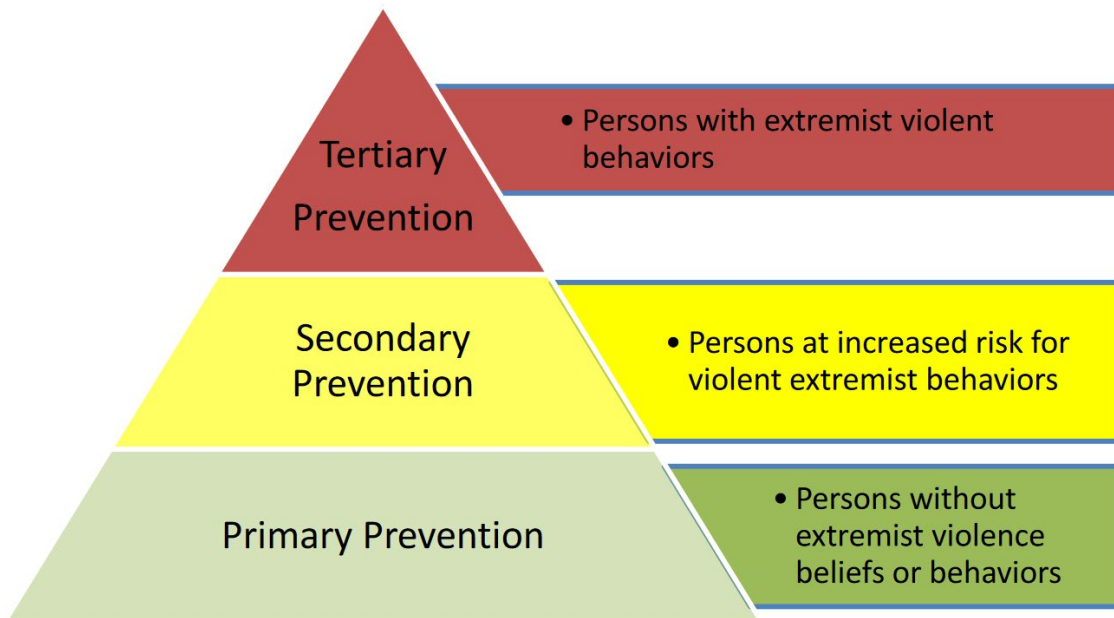 Tertiary
Prevention
• Persons with extremist violent
behaviors
Secondary
Prevention
• Persons at increased risk for
violent extremist behaviors
Primary Prevention
• Persons without
extremist violence
beliefs or behaviors